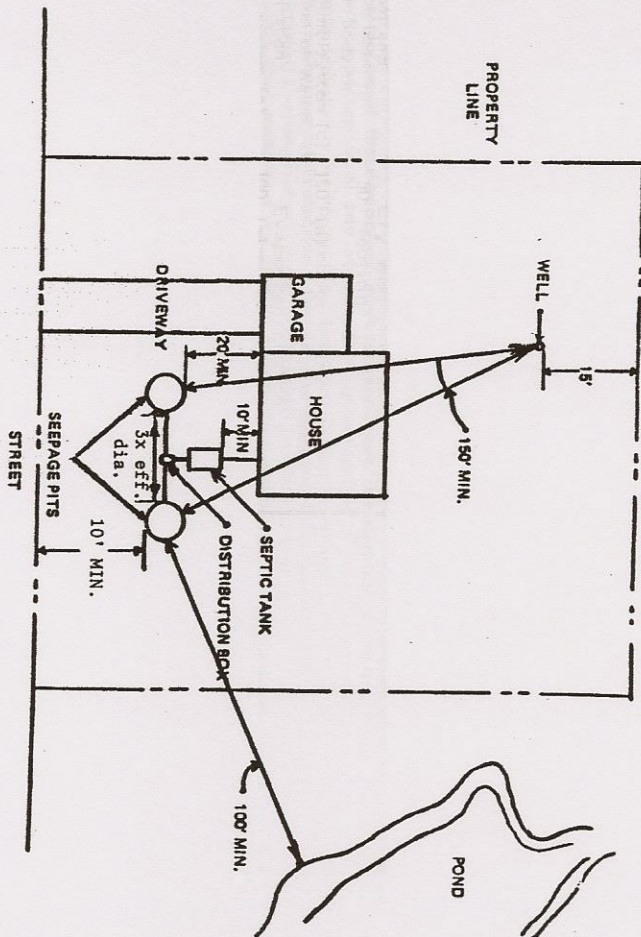 PROPERTY
LINE
WELL
15'
DRIVEWAY
GARAGE
20' MIN
HOUSE
10' MIN
150' MIN.
3x eff.
dia.
SEEPAGE PITS
STREET
10' MIN.
SEPTIC TANK
DISTRIBUTION BOX
100' MIN.
POND